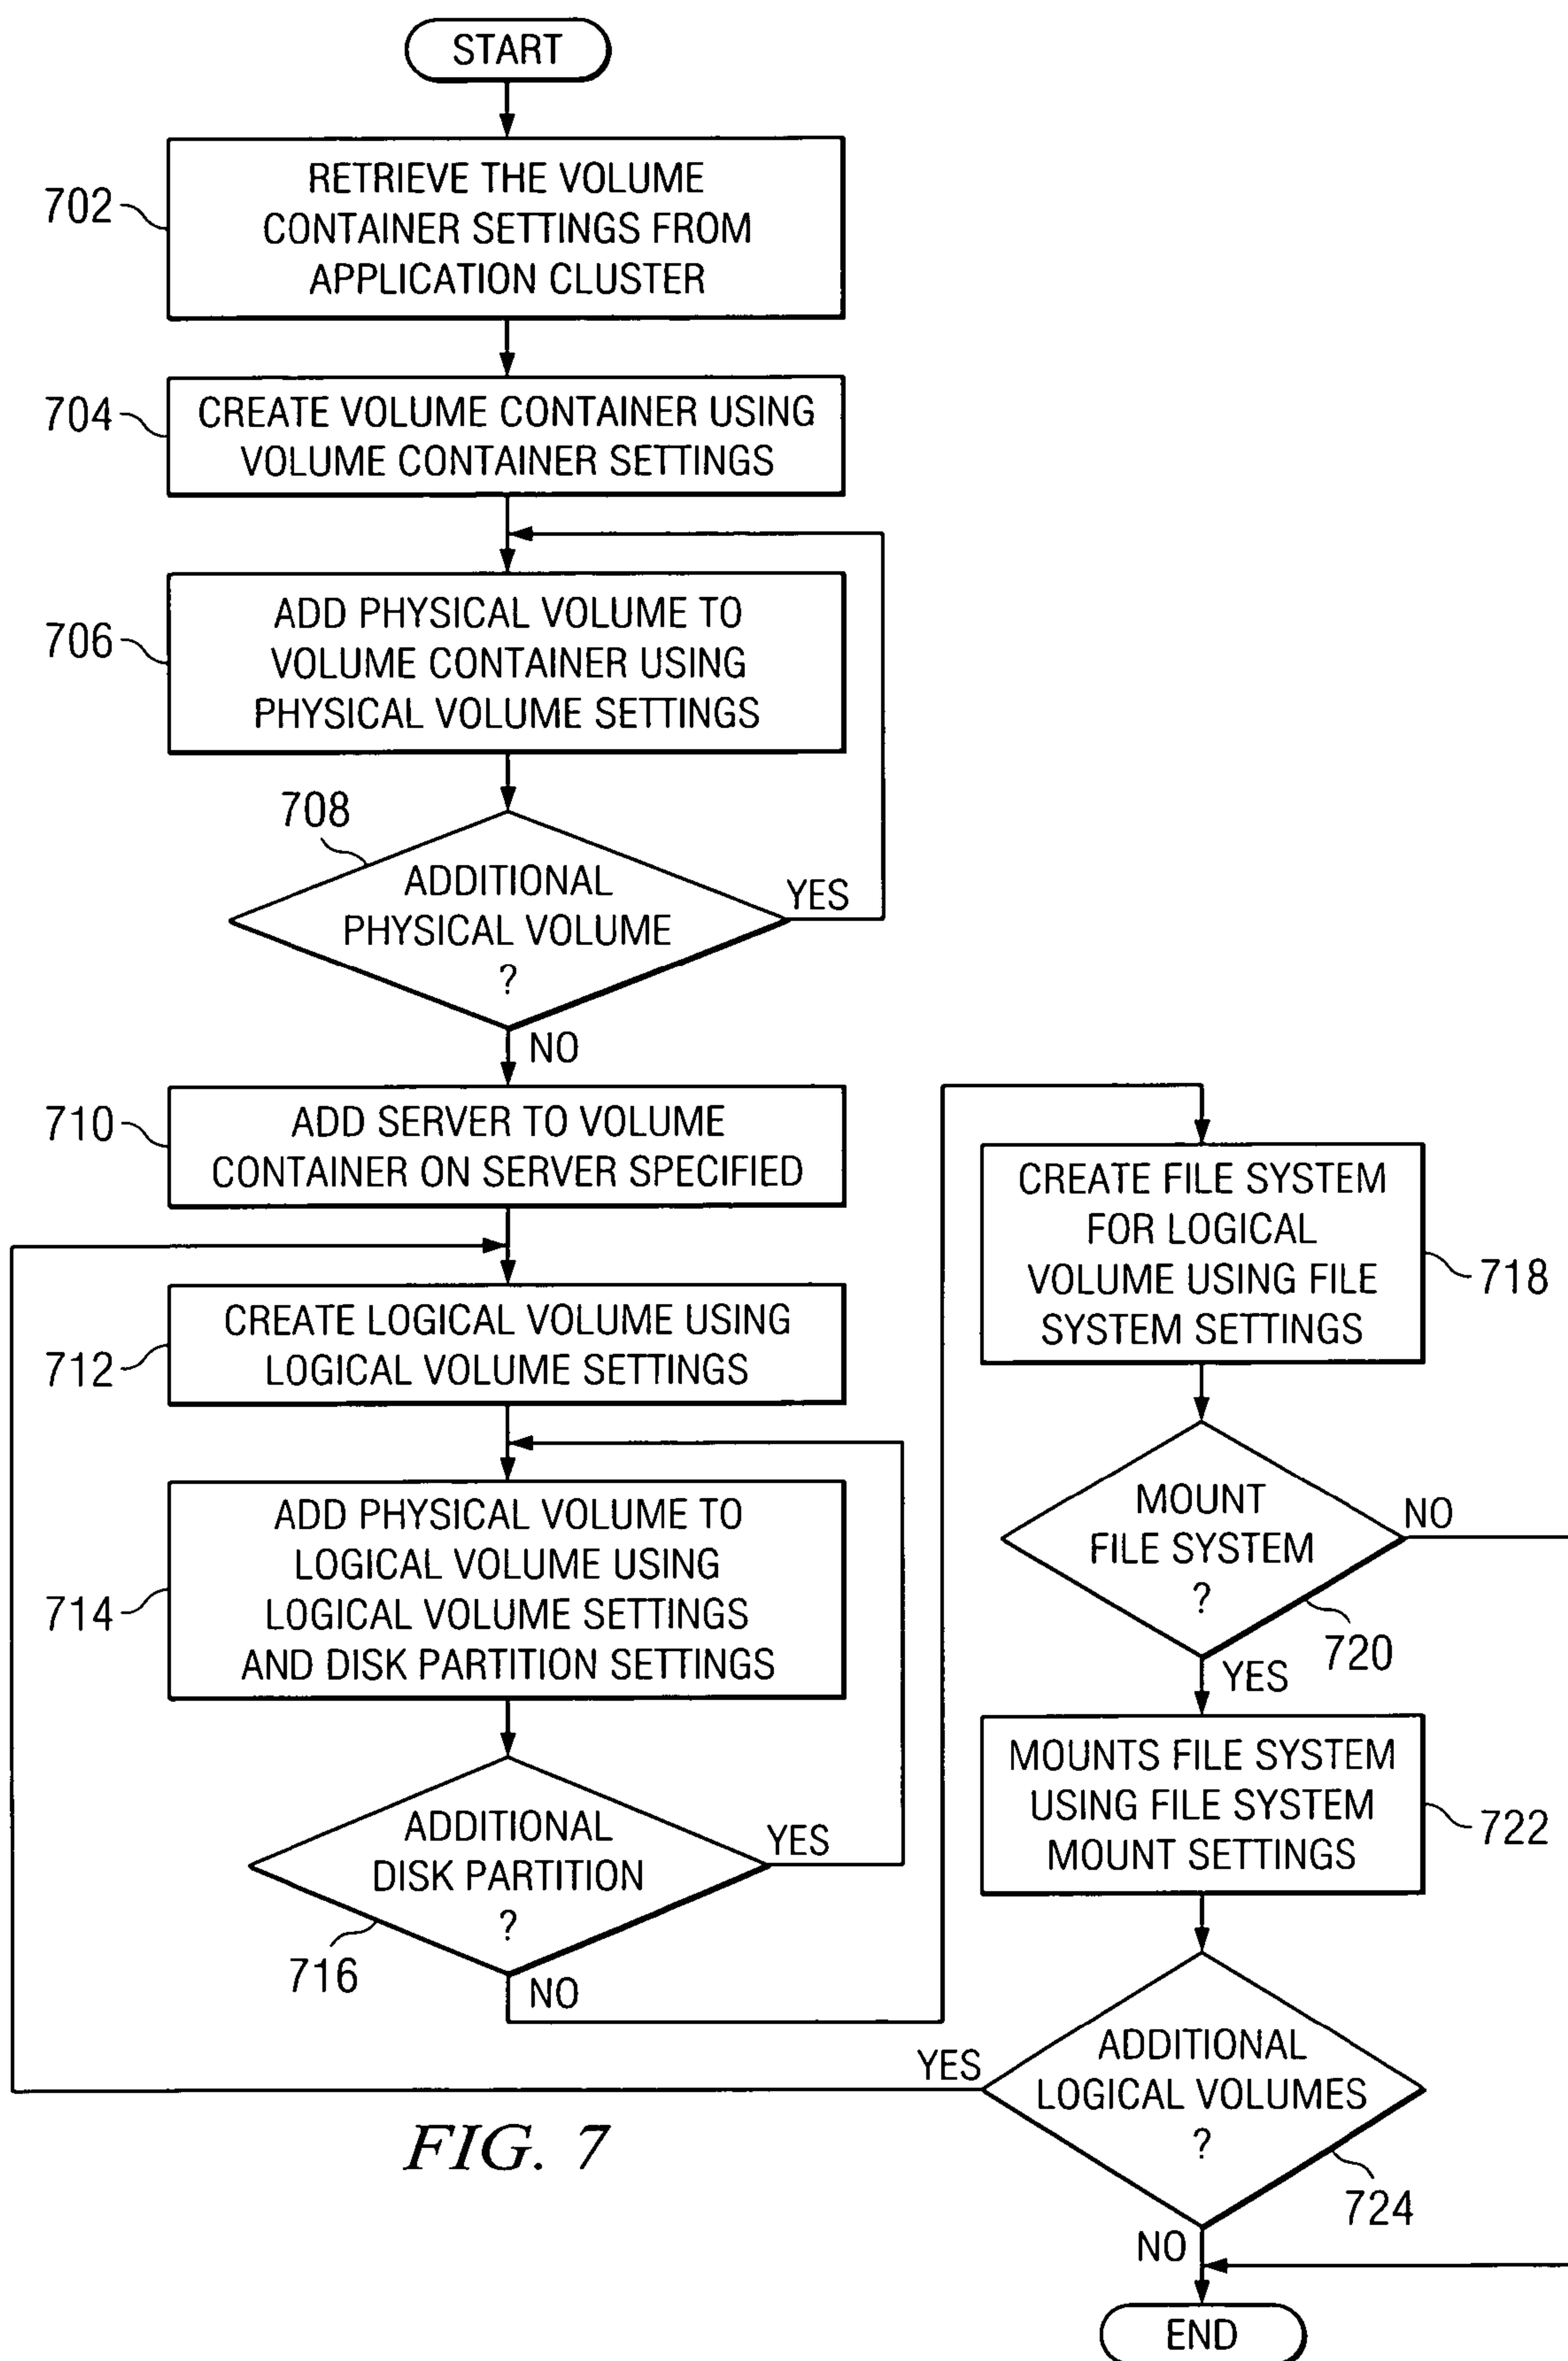 START
702
RETRIEVE THE VOLUME
CONTAINER SETTINGS FROM
APPLICATION CLUSTER
704
CREATE VOLUME CONTAINER USING
VOLUME CONTAINER SETTINGS
706
ADD PHYSICAL VOLUME TO
VOLUME CONTAINER USING
PHYSICAL VOLUME SETTINGS
708
ADDITIONAL
PHYSICAL VOLUME
?
YES
NO
710
ADD SERVER TO VOLUME
CONTAINER ON SERVER SPECIFIED
712
CREATE LOGICAL VOLUME USING
LOGICAL VOLUME SETTINGS
714
ADD PHYSICAL VOLUME TO
LOGICAL VOLUME USING
LOGICAL VOLUME SETTINGS
AND DISK PARTITION SETTINGS
ADDITIONAL
DISK PARTITION
?
YES
716
NO
CREATE FILE SYSTEM
FOR LOGICAL
VOLUME USING FILE
SYSTEM SETTINGS
718
MOUNT
FILE SYSTEM
?
NO
720
YES
MOUNTS FILE SYSTEM
USING FILE SYSTEM
MOUNT SETTINGS
722
YES
ADDITIONAL
LOGICAL VOLUMES
?
724
NO
END
FIG. 7